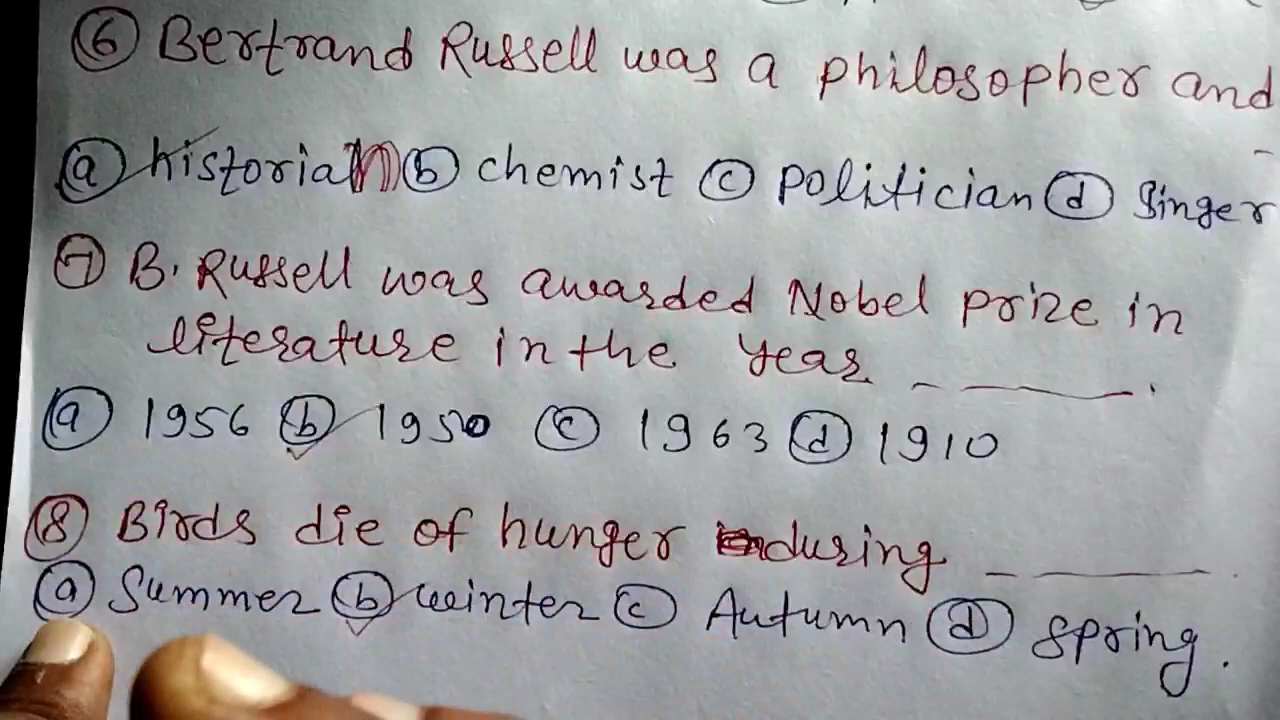 ⑥ Bertrand Russell was a philosopher and
ⓐ historian ⓑ chemist ⓒ politician ⓓ Singer
⑦ B. Russell was awarded Nobel prize in
literature in the year _ ____.
ⓐ 1956 ⓑ 1950 ⓒ 1963 ⓓ 1910
⑧ Birds die of hunger during _ ____.
ⓐ Summer ⓑ winter ⓒ Autumn ⓓ spring.